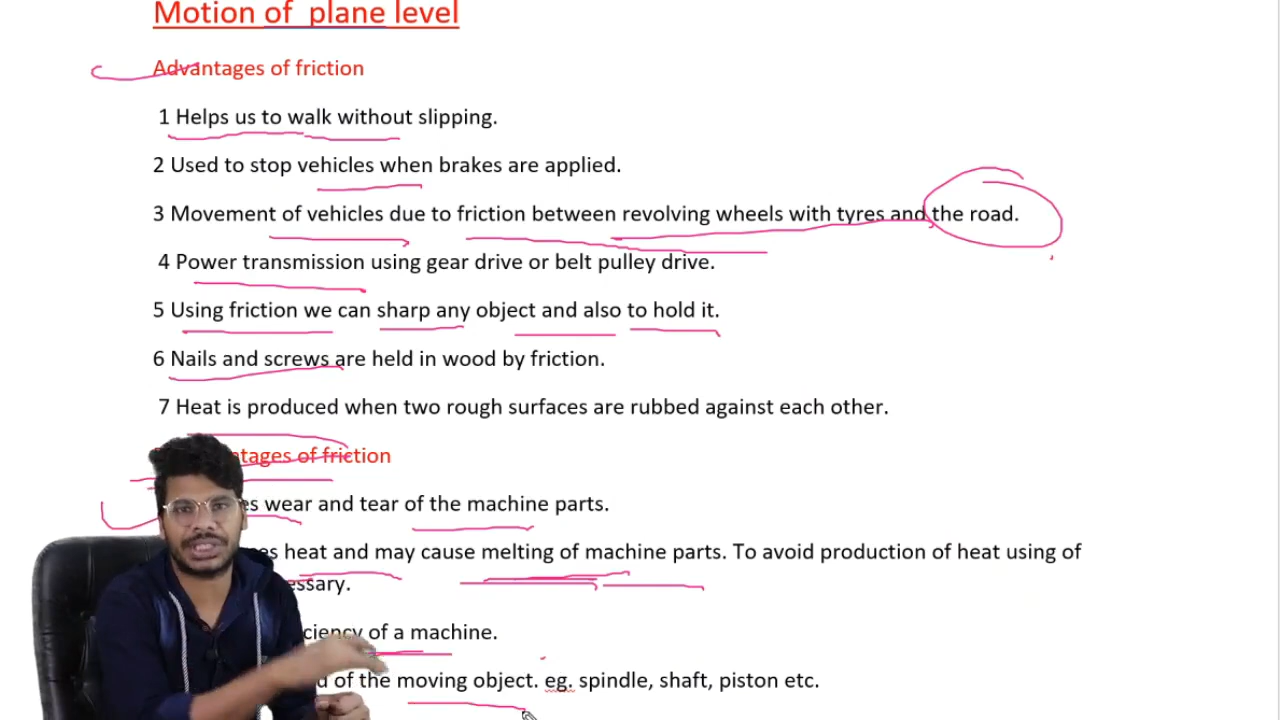 Motion of plane level
Advantages of friction
1 Helps us to walk without slipping.
2 Used to stop vehicles when brakes are applied.
3 Movement of vehicles due to friction between revolving wheels with tyres and the road.
4 Power transmission using gear drive or belt pulley drive.
5 Using friction we can sharp any object and also to hold it.
6 Nails and screws are held in wood by friction.
7 Heat is produced when two rough surfaces are rubbed against each other.
of friction
wear and tear of the machine parts.
heat and may cause melting of machine parts. To avoid production of heat using of
of a machine.
of the moving object. eg. spindle, shaft, piston etc.